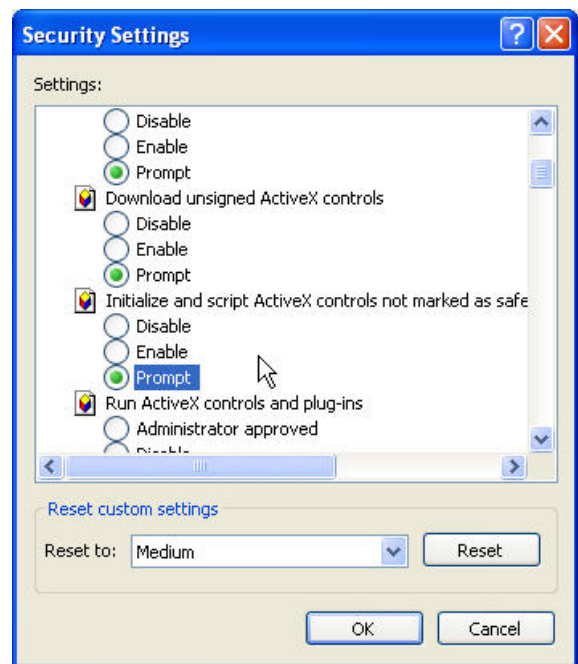 Security Settings
Settings:
Disable
Enable
Prompt
Download unsigned ActiveX controls
Disable
Enable
Prompt
Initialize and script ActiveX controls not marked as safe
Disable
Enable
Prompt
Run ActiveX controls and plug-ins
Administrator approved
Disable
Reset custom settings
Reset to: Medium Reset
OK Cancel